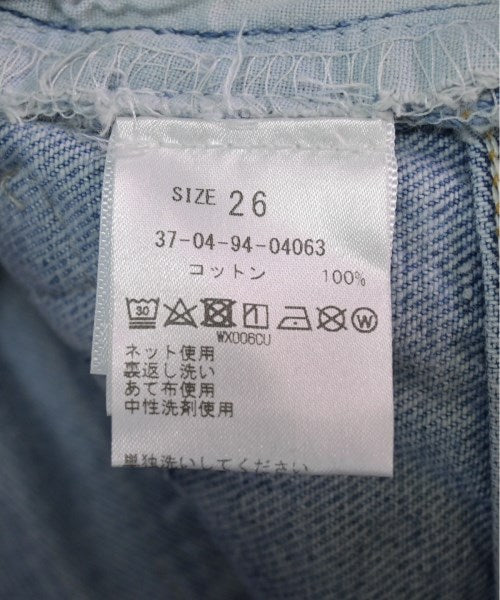 SIZE 26
37-04-94-04063
コットン 100%
30 W
WX006CU
ネット使用
裏返し洗い
あて布使用
中性洗剤使用
単独洗いしてください